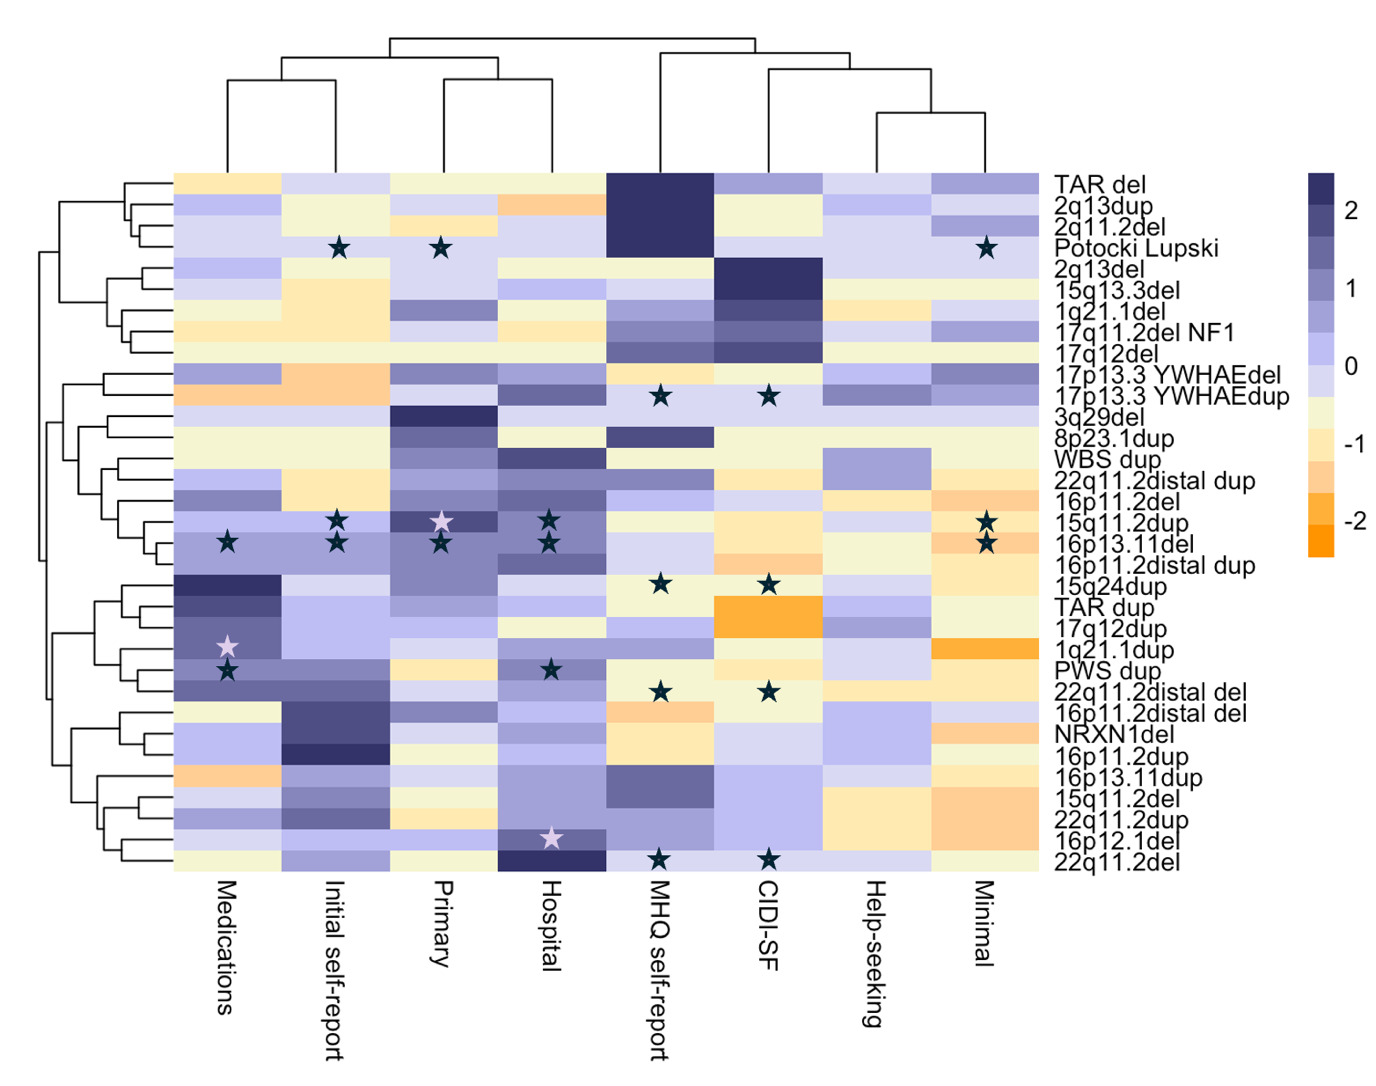 TAR del
2q13dup
2q11.2del
Potocki Lupski
2q13del
15q13.3del
1q21.1del
17q11.2del NF1
17q12del
17p13.3 YWHAEdel
17p13.3 YWHAEdup
3q29del
8p23.1dup
WBS dup
22q11.2distal dup
16p11.2del
15q11.2dup
16p13.11del
16p11.2distal dup
15q24dup
TAR dup
17q12dup
1q21.1dup
PWS dup
22q11.2distal del
16p11.2distal del
NRXN1del
16p11.2dup
16p13.11dup
15q11.2del
22q11.2dup
16p12.1del
22q11.2del
2
1
0
-1
-2
Medications
Initial self-report
Primary
Hospital
MHQ self-report
CIDI-SF
Help-seeking
Minimal